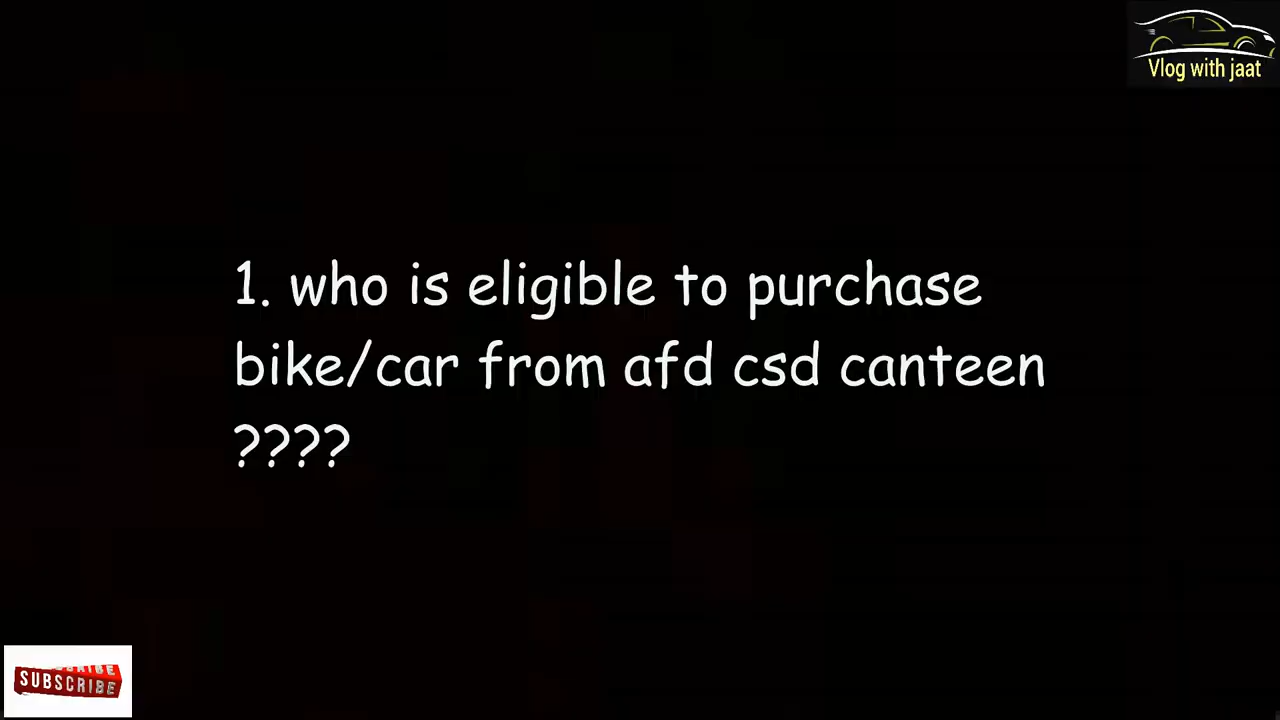 Vlog with jaat
1. who is eligible to purchase
bike/car from afd csd canteen
????
SUBSCRIBE